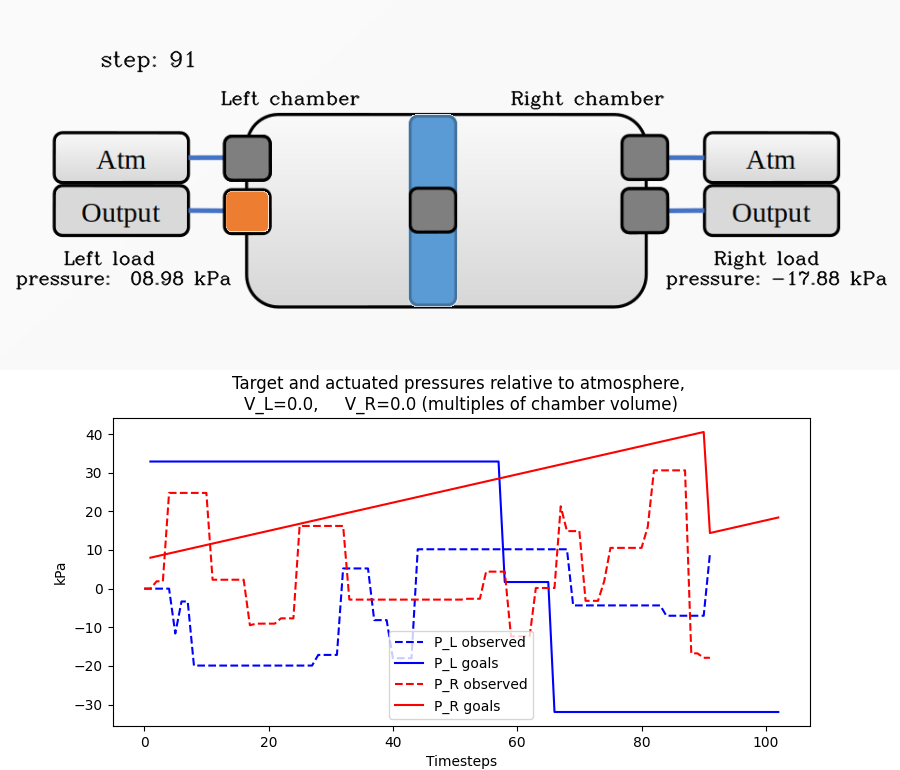 step: 91
Left chamber
Right chamber
Atm
Atm
Output
Output
Left load
pressure: 08.98 kPa
Right load
pressure: −17.88 kPa
Target and actuated pressures relative to atmosphere,
V_L=0.0, V_R=0.0 (multiples of chamber volume)
kPa
40
30
20
10
0
−10
−20
−30
P_L observed
P_L goals
P_R observed
P_R goals
0 20 40 60 80 100
Timesteps